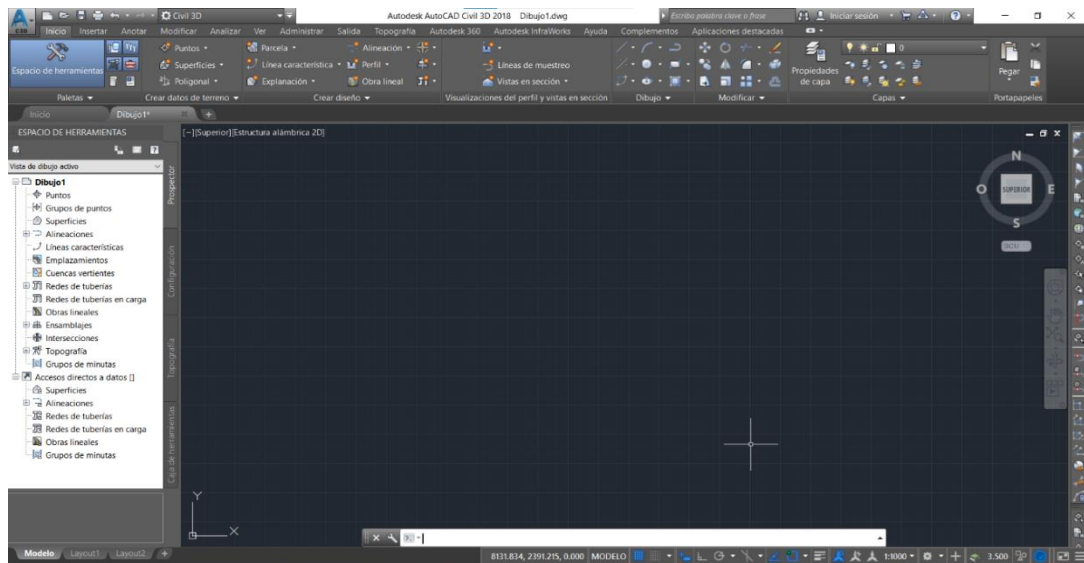 Civil 3D
Autodesk AutoCAD Civil 3D 2018 Dibujo1.dwg
Escriba palabra clave o frase
Iniciar sesión
C3D
Inicio Insertar Anotar Modificar Analizar Ver Administrar Salida Topografía Autodesk 360 Autodesk InfraWorks Ayuda Complementos Aplicaciones destacadas
Espacio de herramientas
Puntos
Superficies
Poligonal
Parcela
Línea característica
Explanación
Alineación
Perfil
Obra lineal
Líneas de muestreo
Vistas en sección
Propiedades
de capa
0
Pegar
Paletas
Crear datos de terreno
Crear diseño
Visualizaciones del perfil y vistas en sección
Dibujo
Modificar
Capas
Portapapeles
Inicio
Dibujo1*
ESPACIO DE HERRAMIENTAS
Vista de dibujo activo
Dibujo1
Puntos
Grupos de puntos
Superficies
Alineaciones
Líneas características
Emplazamientos
Cuencas vertientes
Redes de tuberías
Redes de tuberías en carga
Obras lineales
Ensamblajes
Intersecciones
Topografía
Grupos de minutas
Accesos directos a datos []
Superficies
Alineaciones
Redes de tuberías
Redes de tuberías en carga
Obras lineales
Grupos de minutas
Prospector
Configuración
Topografía
Caja de herramientas
[-][Superior][Estructura alámbrica 2D]
N
O
SUPERIOR
E
S
Y
X
Modelo Layout1 Layout2 +
8131.834, 2391.215, 0.000 MODELO
1:1000
3.500